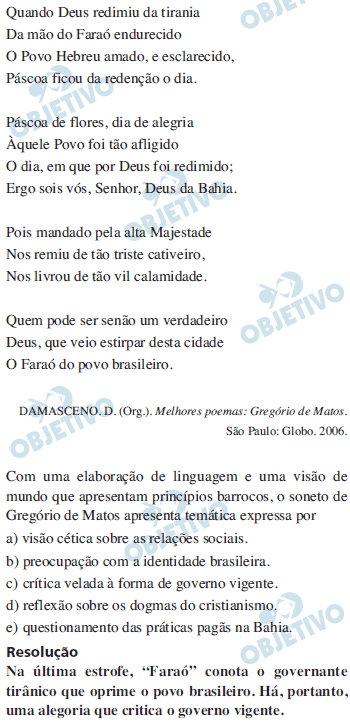 Quando Deus redimiu da tirania
Da mão do Faraó endurecido
O Povo Hebreu amado, e esclarecido,
Páscoa ficou da redenção o dia.
Páscoa de flores, dia de alegria
Àquele Povo foi tão afligido
O dia, em que por Deus foi redimido;
Ergo sois vós, Senhor, Deus da Bahia.
Pois mandado pela alta Majestade
Nos remiu de tão triste cativeiro,
Nos livrou de tão vil calamidade.
Quem pode ser senão um verdadeiro
Deus, que veio estirpar desta cidade
O Faraó do povo brasileiro.
DAMASCENO, D. (Org.). Melhores poemas: Gregório de Matos.
São Paulo: Globo. 2006.
Com uma elaboração de linguagem e uma visão de
mundo que apresentam princípios barrocos, o soneto de
Gregório de Matos apresenta temática expressa por
a) visão cética sobre as relações sociais.
b) preocupação com a identidade brasileira.
c) crítica velada à forma de governo vigente.
d) reflexão sobre os dogmas do cristianismo.
e) questionamento das práticas pagãs na Bahia.
Resolução
Na última estrofe, “Faraó” conota o governante
tirânico que oprime o povo brasileiro. Há, portanto,
uma alegoria que critica o governo vigente.
OBJETIVO
OBJETIVO
OBJETIVO
OBJETIVO
OBJETIVO
OBJETIVO
OBJETIVO